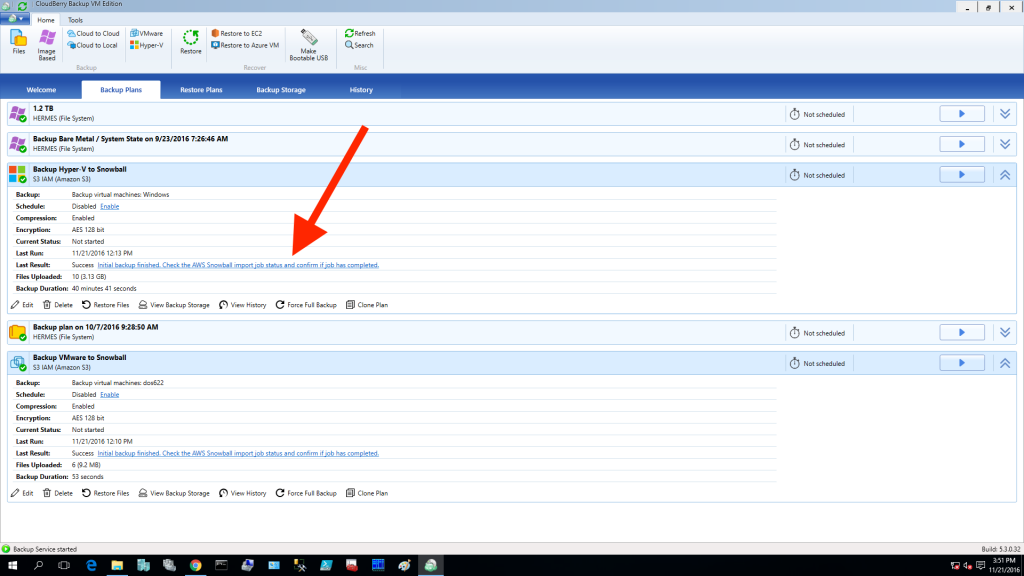 CloudBerry Backup VM Edition
Home Tools
Files
Image Based
Cloud to Cloud
Cloud to Local
VMware
Hyper-V
Backup
Restore
Restore to EC2
Restore to Azure VM
Recover
Make Bootable USB
Refresh
Search
Misc
Welcome Backup Plans Restore Plans Backup Storage History
1.2 TB
HERMES (File System)
Not scheduled
Backup Bare Metal / System State on 9/23/2016 7:26:46 AM
HERMES (File System)
Not scheduled
Backup Hyper-V to Snowball
S3 IAM (Amazon S3)
Not scheduled
Backup: Backup virtual machines: Windows
Schedule: Disabled Enable
Compression: Enabled
Encryption: AES 128 bit
Current Status: Not started
Last Run: 11/21/2016 12:13 PM
Last Result: Success Initial backup finished. Check the AWS Snowball import job status and confirm if job has completed.
Files Uploaded: 10 (3.13 GB)
Backup Duration: 40 minutes 41 seconds
Edit Delete Restore Files View Backup Storage View History Force Full Backup Clone Plan
Backup plan on 10/7/2016 9:28:50 AM
HERMES (File System)
Not scheduled
Backup VMware to Snowball
S3 IAM (Amazon S3)
Not scheduled
Backup: Backup virtual machines: dos622
Schedule: Disabled Enable
Compression: Enabled
Encryption: AES 128 bit
Current Status: Not started
Last Run: 11/21/2016 12:10 PM
Last Result: Success Initial backup finished. Check the AWS Snowball import job status and confirm if job has completed.
Files Uploaded: 6 (9.2 MB)
Backup Duration: 53 seconds
Edit Delete Restore Files View Backup Storage View History Force Full Backup Clone Plan
Backup Service started
Build: 5.3.0.32
3:51 PM
11/21/2016